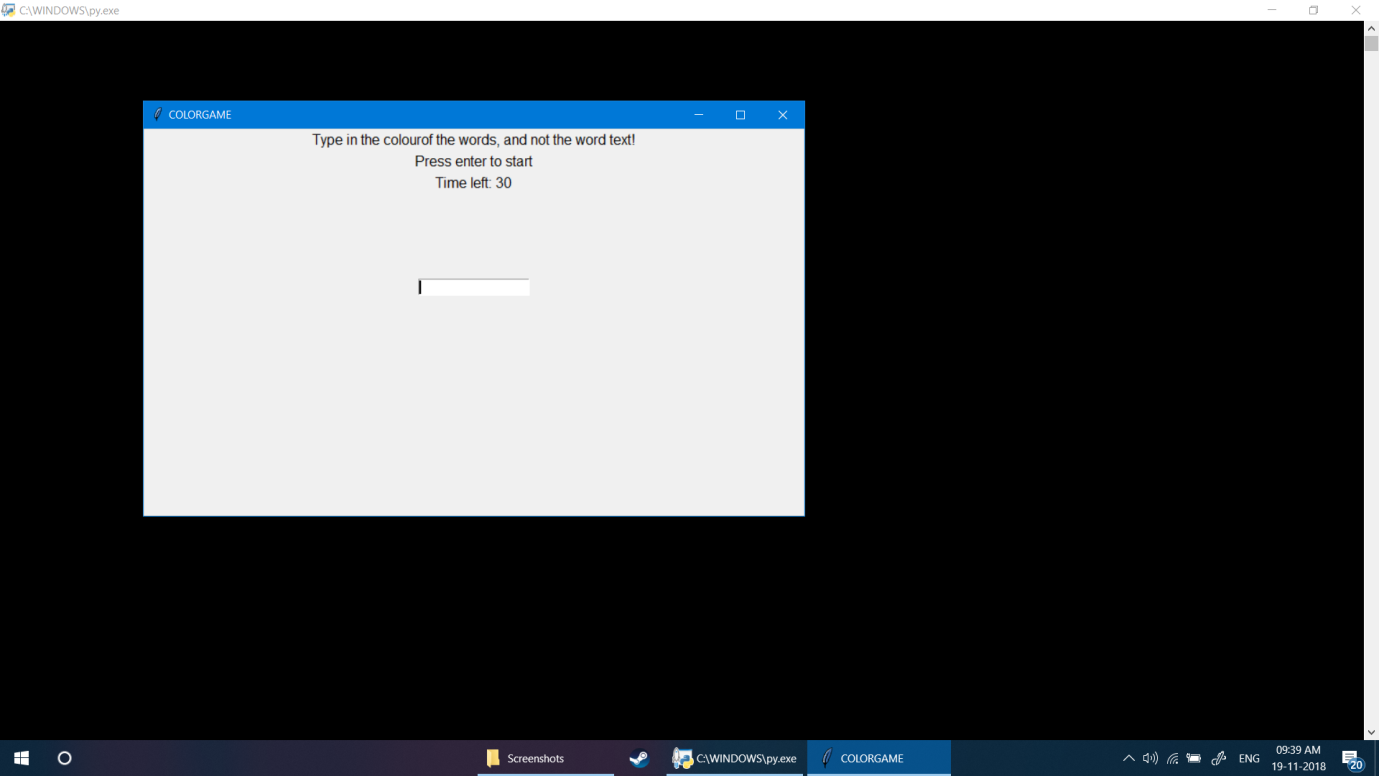 C:\WINDOWS\py.exe
COLORGAME
Type in the colourof the words, and not the word text!
Press enter to start
Time left: 30
Screenshots
C:\WINDOWS\py.exe
COLORGAME
ENG
09:39 AM
19-11-2018
20